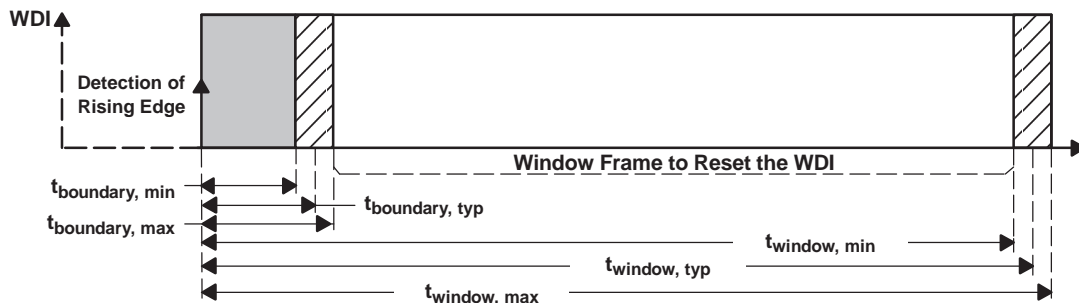 WDI
Detection of
Rising Edge
Window Frame to Reset the WDI
tboundary, min
tboundary, typ
tboundary, max
twindow, min
twindow, typ
twindow, max